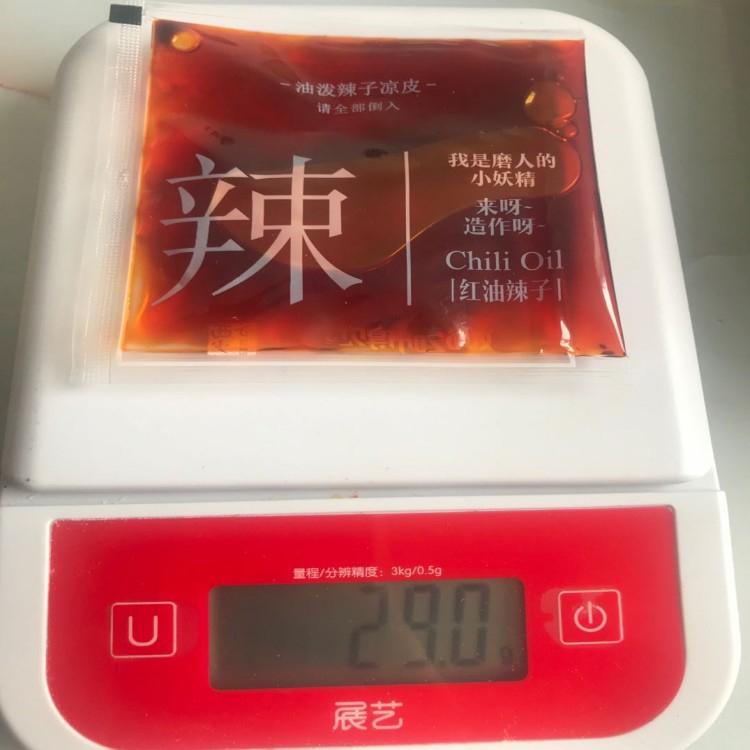 油泼辣子凉皮
请全部倒入
辣
我是磨人的
小妖精
来呀~
造作呀~
Chili Oil
红油辣子
量程/分辨精度：3kg/0.5g
U
29.0g
展艺